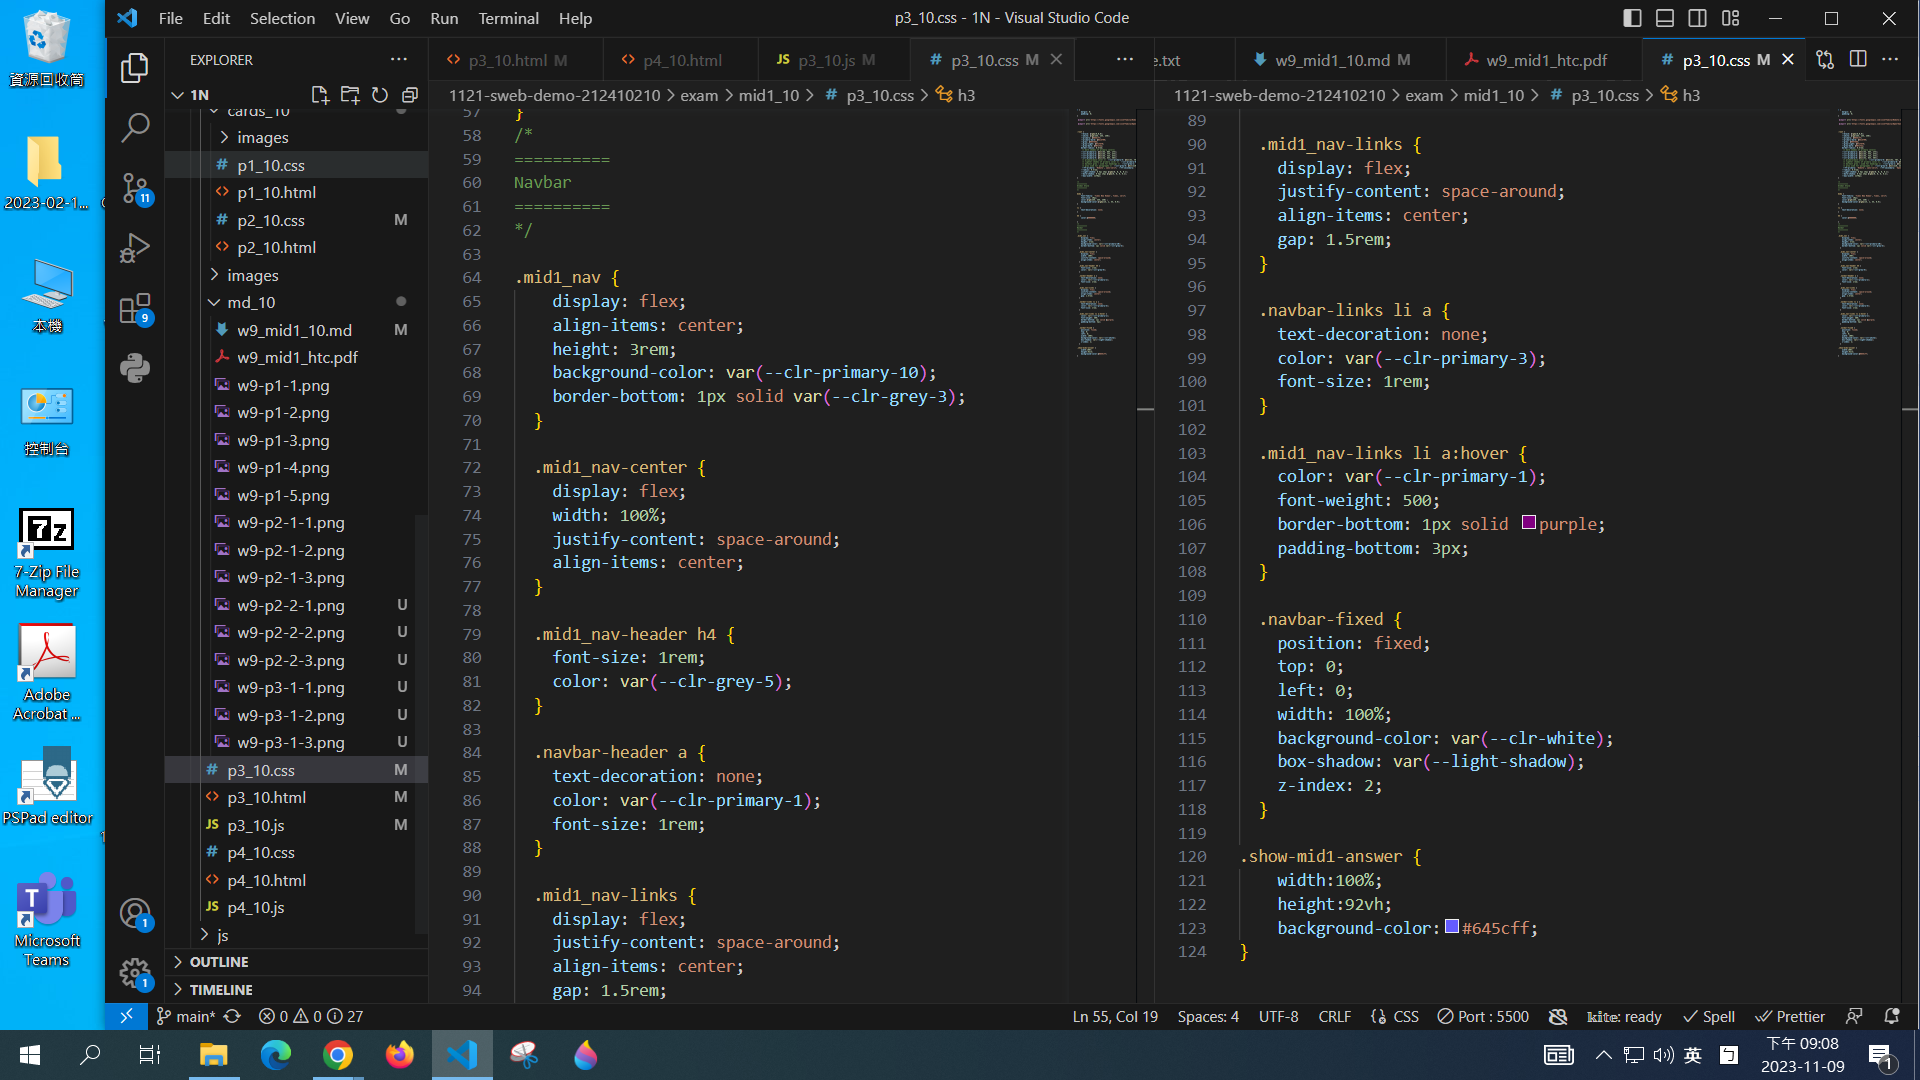 資源回收筒
2023-02-1...
本機
控制台
7-Zip File
Manager
Adobe
Acrobat ...
PSPad editor
Microsoft
Teams
File Edit Selection View Go Run Terminal Help
p3_10.css - 1N - Visual Studio Code
EXPLORER
1N
cards_10
images
p1_10.css
p1_10.html
p2_10.css M
p2_10.html
images
md_10
w9_mid1_10.md M
w9_mid1_htc.pdf
w9-p1-1.png
w9-p1-2.png
w9-p1-3.png
w9-p1-4.png
w9-p1-5.png
w9-p2-1-1.png
w9-p2-1-2.png
w9-p2-1-3.png
w9-p2-2-1.png U
w9-p2-2-2.png U
w9-p2-2-3.png U
w9-p3-1-1.png U
w9-p3-1-2.png U
w9-p3-1-3.png U
p3_10.css M
p3_10.html M
p3_10.js M
p4_10.css
p4_10.html
p4_10.js
js
OUTLINE
TIMELINE
11
9
1
1
p3_10.html M p4_10.html p3_10.js M p3_10.css M
1121-sweb-demo-212410210 > exam > mid1_10 > p3_10.css > h3
57 }
58 /*
59 ==========
60 Navbar
61 ==========
62 */
63
64 .mid1_nav {
65 display: flex;
66 align-items: center;
67 height: 3rem;
68 background-color: var(--clr-primary-10);
69 border-bottom: 1px solid var(--clr-grey-3);
70 }
71
72 .mid1_nav-center {
73 display: flex;
74 width: 100%;
75 justify-content: space-around;
76 align-items: center;
77 }
78
79 .mid1_nav-header h4 {
80 font-size: 1rem;
81 color: var(--clr-grey-5);
82 }
83
84 .navbar-header a {
85 text-decoration: none;
86 color: var(--clr-primary-1);
87 font-size: 1rem;
88 }
89
90 .mid1_nav-links {
91 display: flex;
92 justify-content: space-around;
93 align-items: center;
94 gap: 1.5rem;
e.txt w9_mid1_10.md M w9_mid1_htc.pdf p3_10.css M
1121-sweb-demo-212410210 > exam > mid1_10 > p3_10.css > h3
89
90 .mid1_nav-links {
91 display: flex;
92 justify-content: space-around;
93 align-items: center;
94 gap: 1.5rem;
95 }
96
97 .navbar-links li a {
98 text-decoration: none;
99 color: var(--clr-primary-3);
100 font-size: 1rem;
101 }
102
103 .mid1_nav-links li a:hover {
104 color: var(--clr-primary-1);
105 font-weight: 500;
106 border-bottom: 1px solid purple;
107 padding-bottom: 3px;
108 }
109
110 .navbar-fixed {
111 position: fixed;
112 top: 0;
113 left: 0;
114 width: 100%;
115 background-color: var(--clr-white);
116 box-shadow: var(--light-shadow);
117 z-index: 2;
118 }
119
120 .show-mid1-answer {
121 width:100%;
122 height:92vh;
123 background-color: #645cff;
124 }
main* 0 0 27
Ln 55, Col 19 Spaces: 4 UTF-8 CRLF CSS Port : 5500 kite: ready Spell Prettier
英
ㄅ
下午 09:08
2023-11-09
1